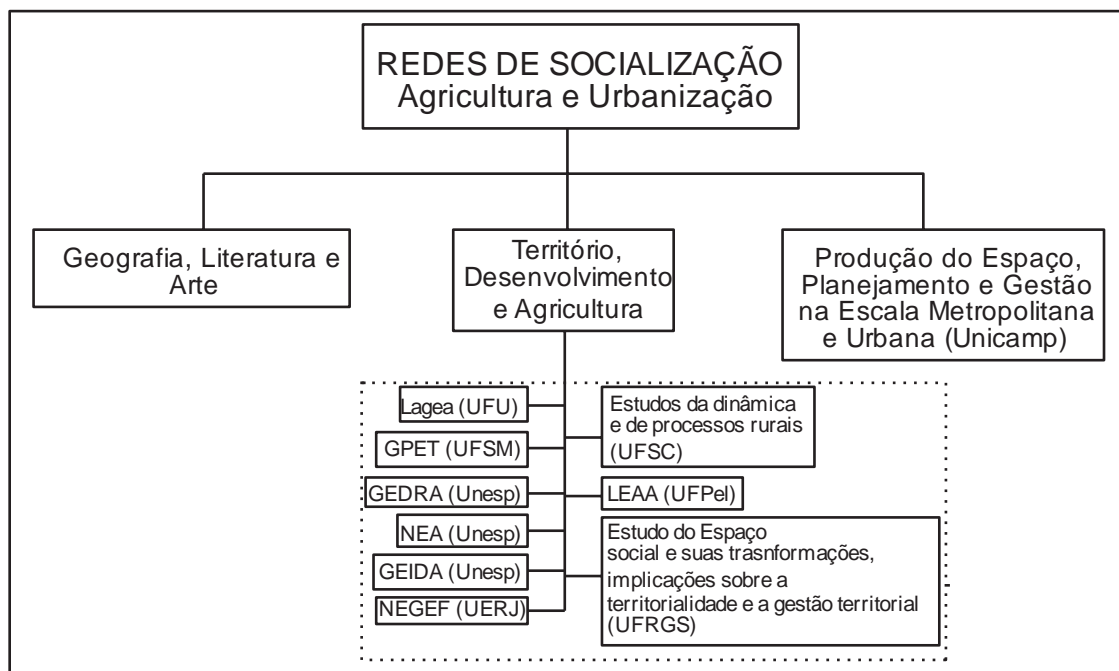 REDES DE SOCIALIZAÇÃO
Agricultura e Urbanização
Geografia, Literatura e
Arte
Território,
Desenvolvimento
e Agricultura
Produção do Espaço,
Planejamento e Gestão
na Escala Metropolitana
e Urbana (Unicamp)
Lagea (UFU)
GPET (UFSM)
GEDRA (Unesp)
NEA (Unesp)
GEIDA (Unesp)
NEGEF (UERJ)
Estudos da dinâmica
e de processos rurais
(UFSC)
LEAA (UFPel)
Estudo do Espaço
social e suas trasnformações,
implicações sobre a
territorialidade e a gestão territorial
(UFRGS)